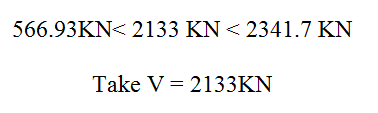 566.93KN< 2133 KN < 2341.7 KN
Take V = 2133KN